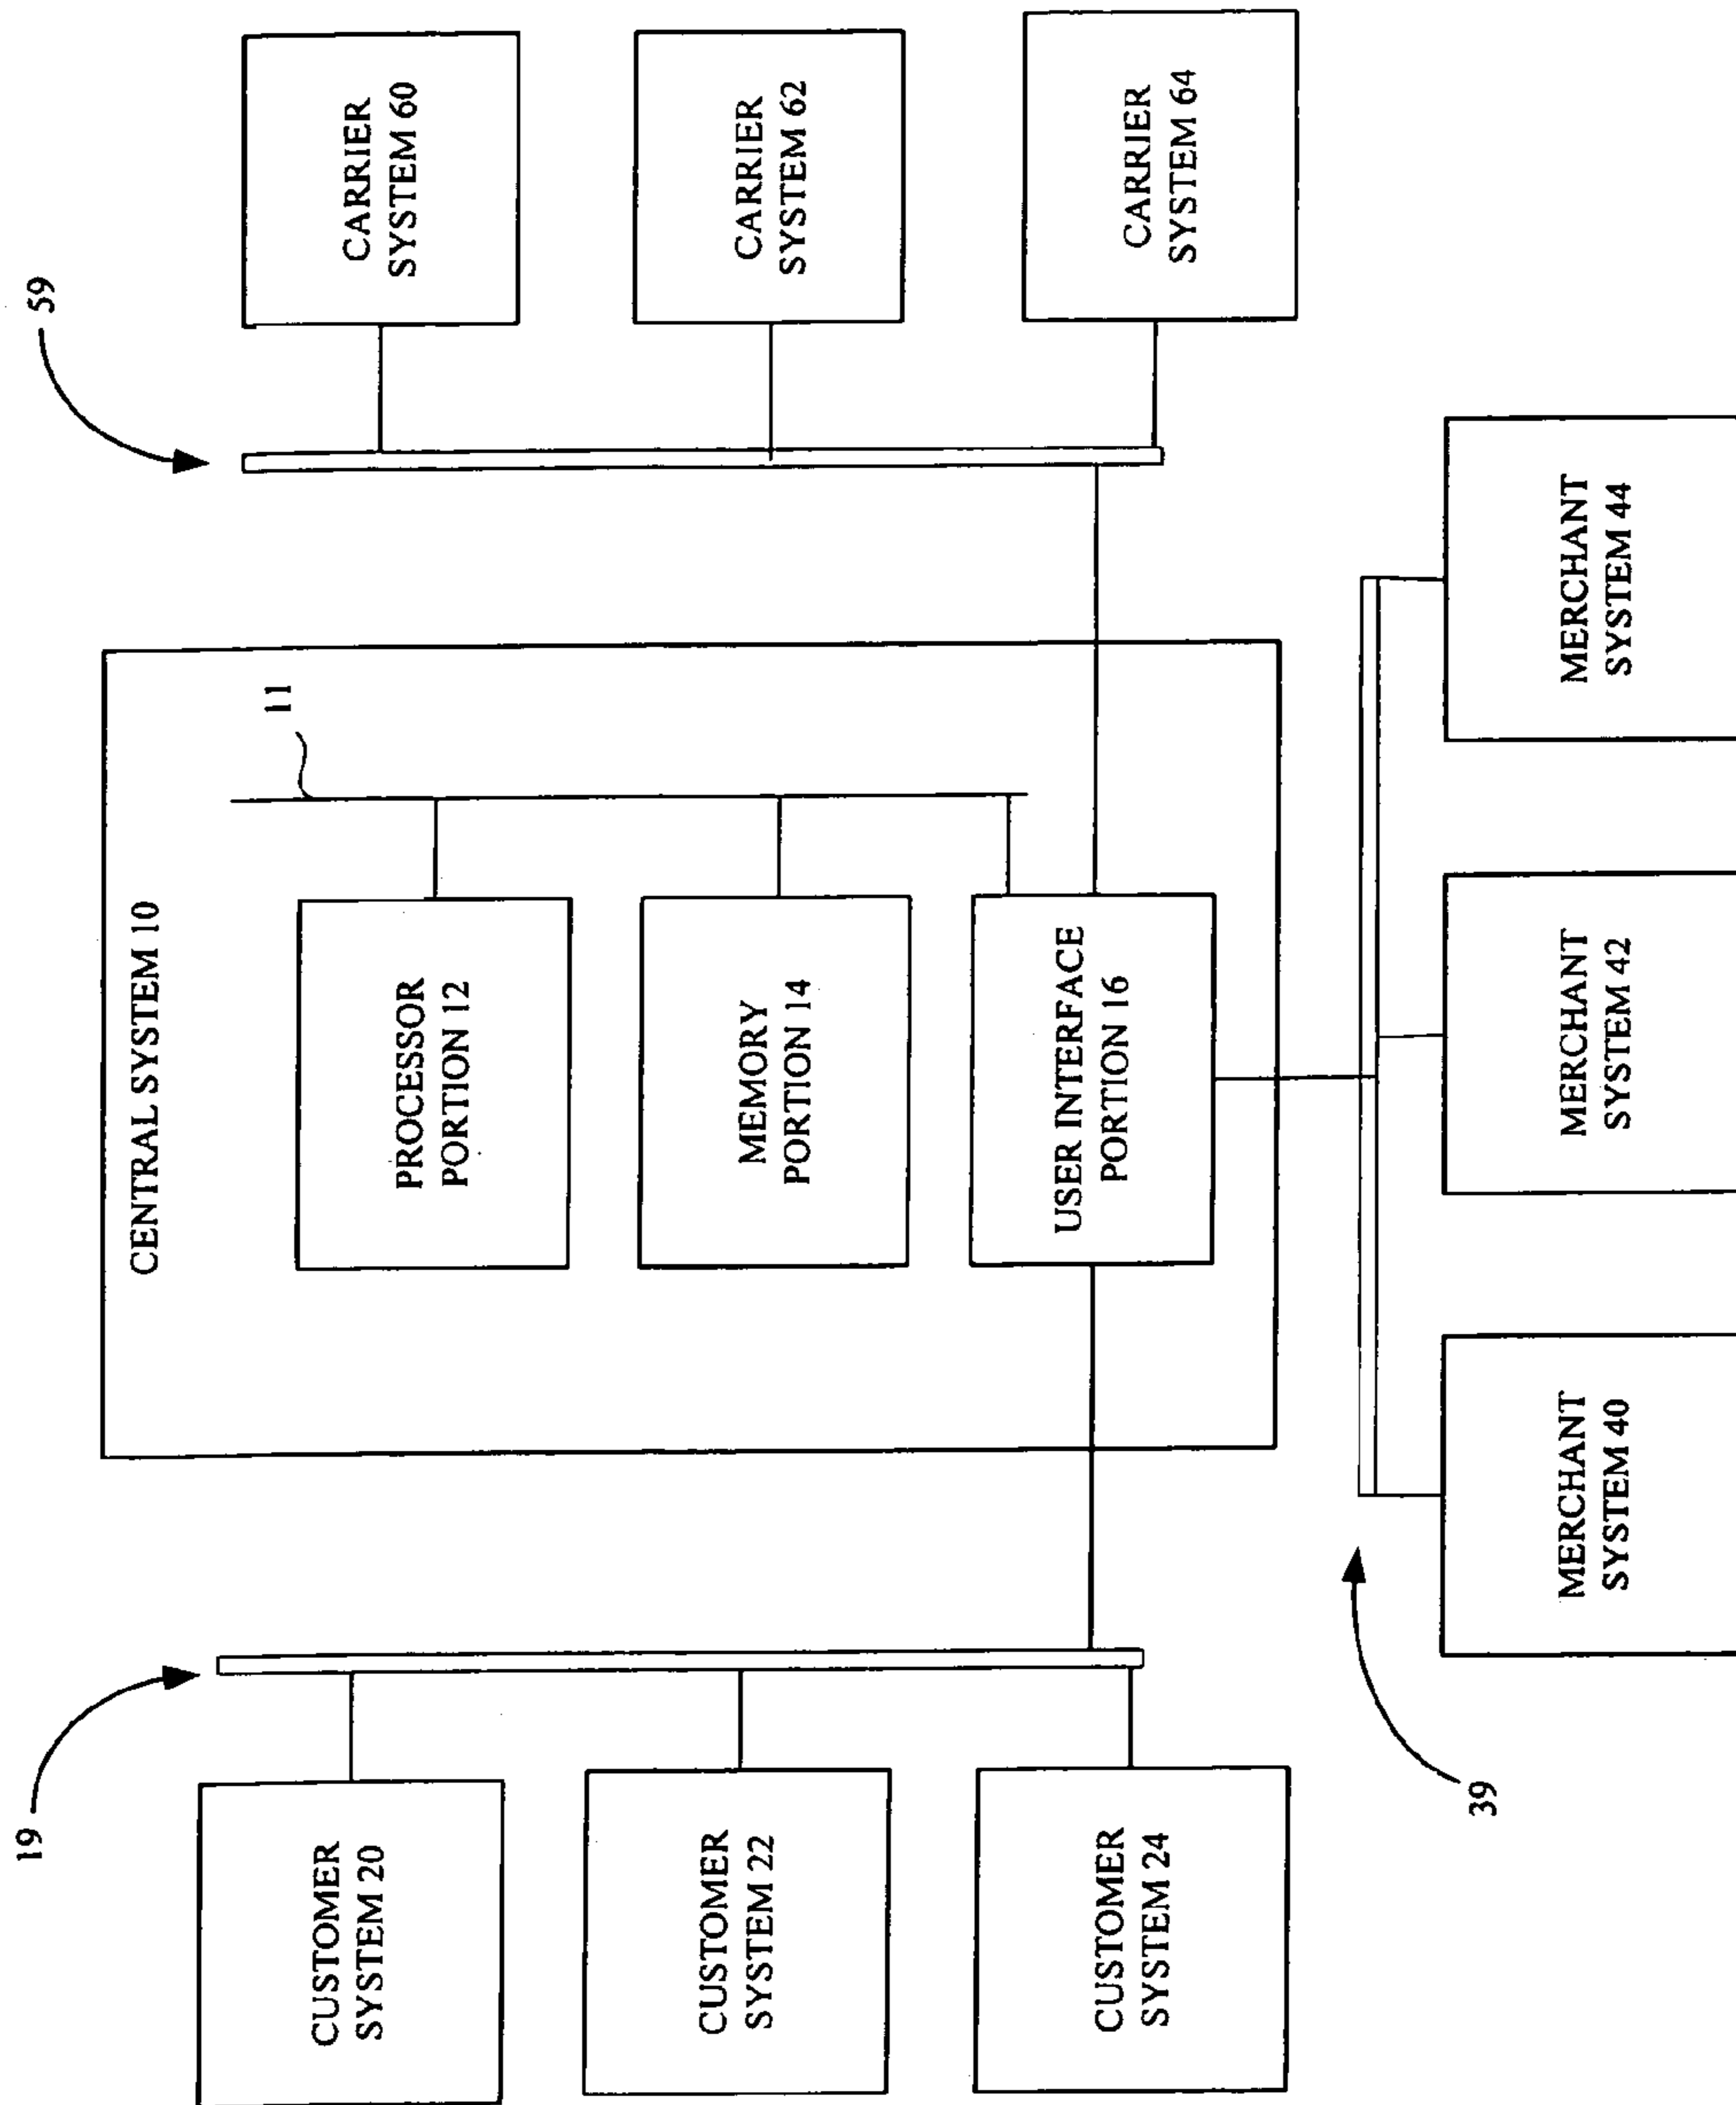 59
CARRIER
SYSTEM 60
CARRIER
SYSTEM 62
CARRIER
SYSTEM 64
CENTRAL SYSTEM 10
11
PROCESSOR
PORTION 12
MEMORY
PORTION 14
USER INTERFACE
PORTION 16
MERCHANT
SYSTEM 44
MERCHANT
SYSTEM 42
MERCHANT
SYSTEM 40
39
19
CUSTOMER
SYSTEM 20
CUSTOMER
SYSTEM 22
CUSTOMER
SYSTEM 24